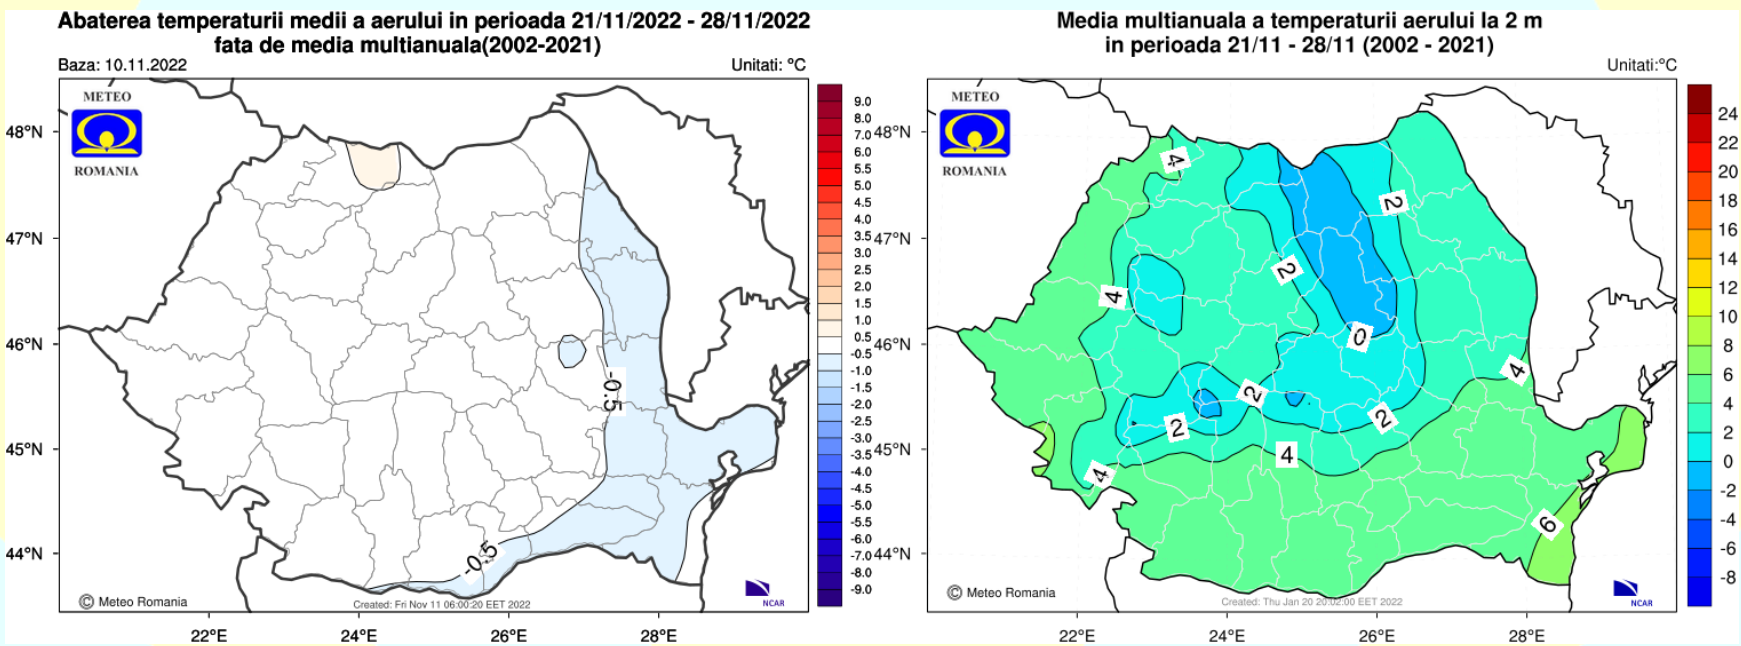 Abaterea temperaturii medii a aerului in perioada 21/11/2022 - 28/11/2022
fata de media multianuala(2002-2021)
Baza: 10.11.2022
Unitati: °C
METEO
ROMANIA
48°N
47°N
46°N
45°N
44°N
22°E
24°E
26°E
28°E
-0.5
-0.5
© Meteo Romania
Created: Fri Nov 11 06:00:20 EET 2022
NCAR
9.0
8.0
7.0
6.0
5.5
5.0
4.5
4.0
3.5
3.0
2.5
2.0
1.5
1.0
0.5
-0.5
-1.0
-1.5
-2.0
-2.5
-3.0
-3.5
-4.0
-4.5
-5.0
-5.5
-6.0
-7.0
-8.0
-9.0
Media multianuala a temperaturii aerului la 2 m
in perioada 21/11 - 28/11 (2002 - 2021)
Unitati:°C
METEO
ROMANIA
48°N
47°N
46°N
45°N
44°N
22°E
24°E
26°E
28°E
4
2
2
4
0
4
2
2
2
4
4
6
© Meteo Romania
Created: Thu Jan 20 20:02:00 EET 2022
NCAR
24
22
20
18
16
14
12
10
8
6
4
2
0
-2
-4
-6
-8